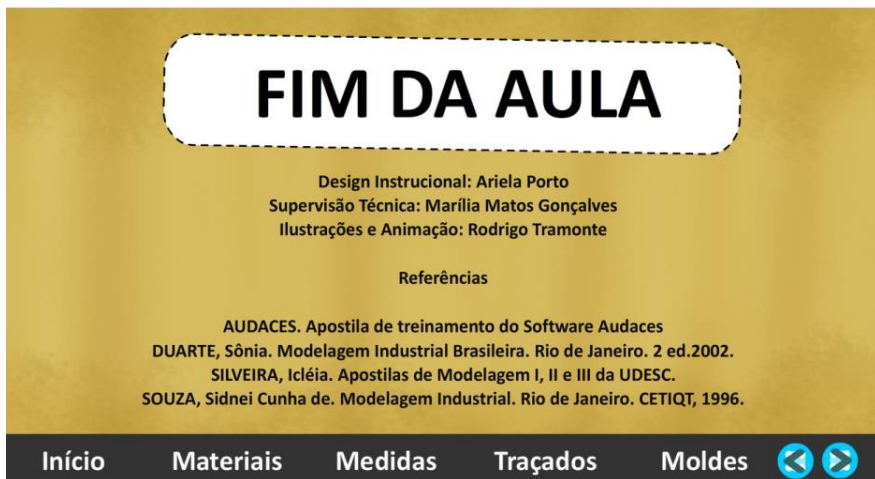 FIM DA AULA
Design Instrucional: Ariela Porto
Supervisão Técnica: Marília Matos Gonçalves
Ilustrações e Animação: Rodrigo Tramonte
Referências
AUDACES. Apostila de treinamento do Software Audaces
DUARTE, Sônia. Modelagem Industrial Brasileira. Rio de Janeiro. 2 ed.2002.
SILVEIRA, Icléia. Apostilas de Modelagem I, II e III da UDESC.
SOUZA, Sidnei Cunha de. Modelagem Industrial. Rio de Janeiro. CETIQT, 1996.
Início Materiais Medidas Traçados Moldes